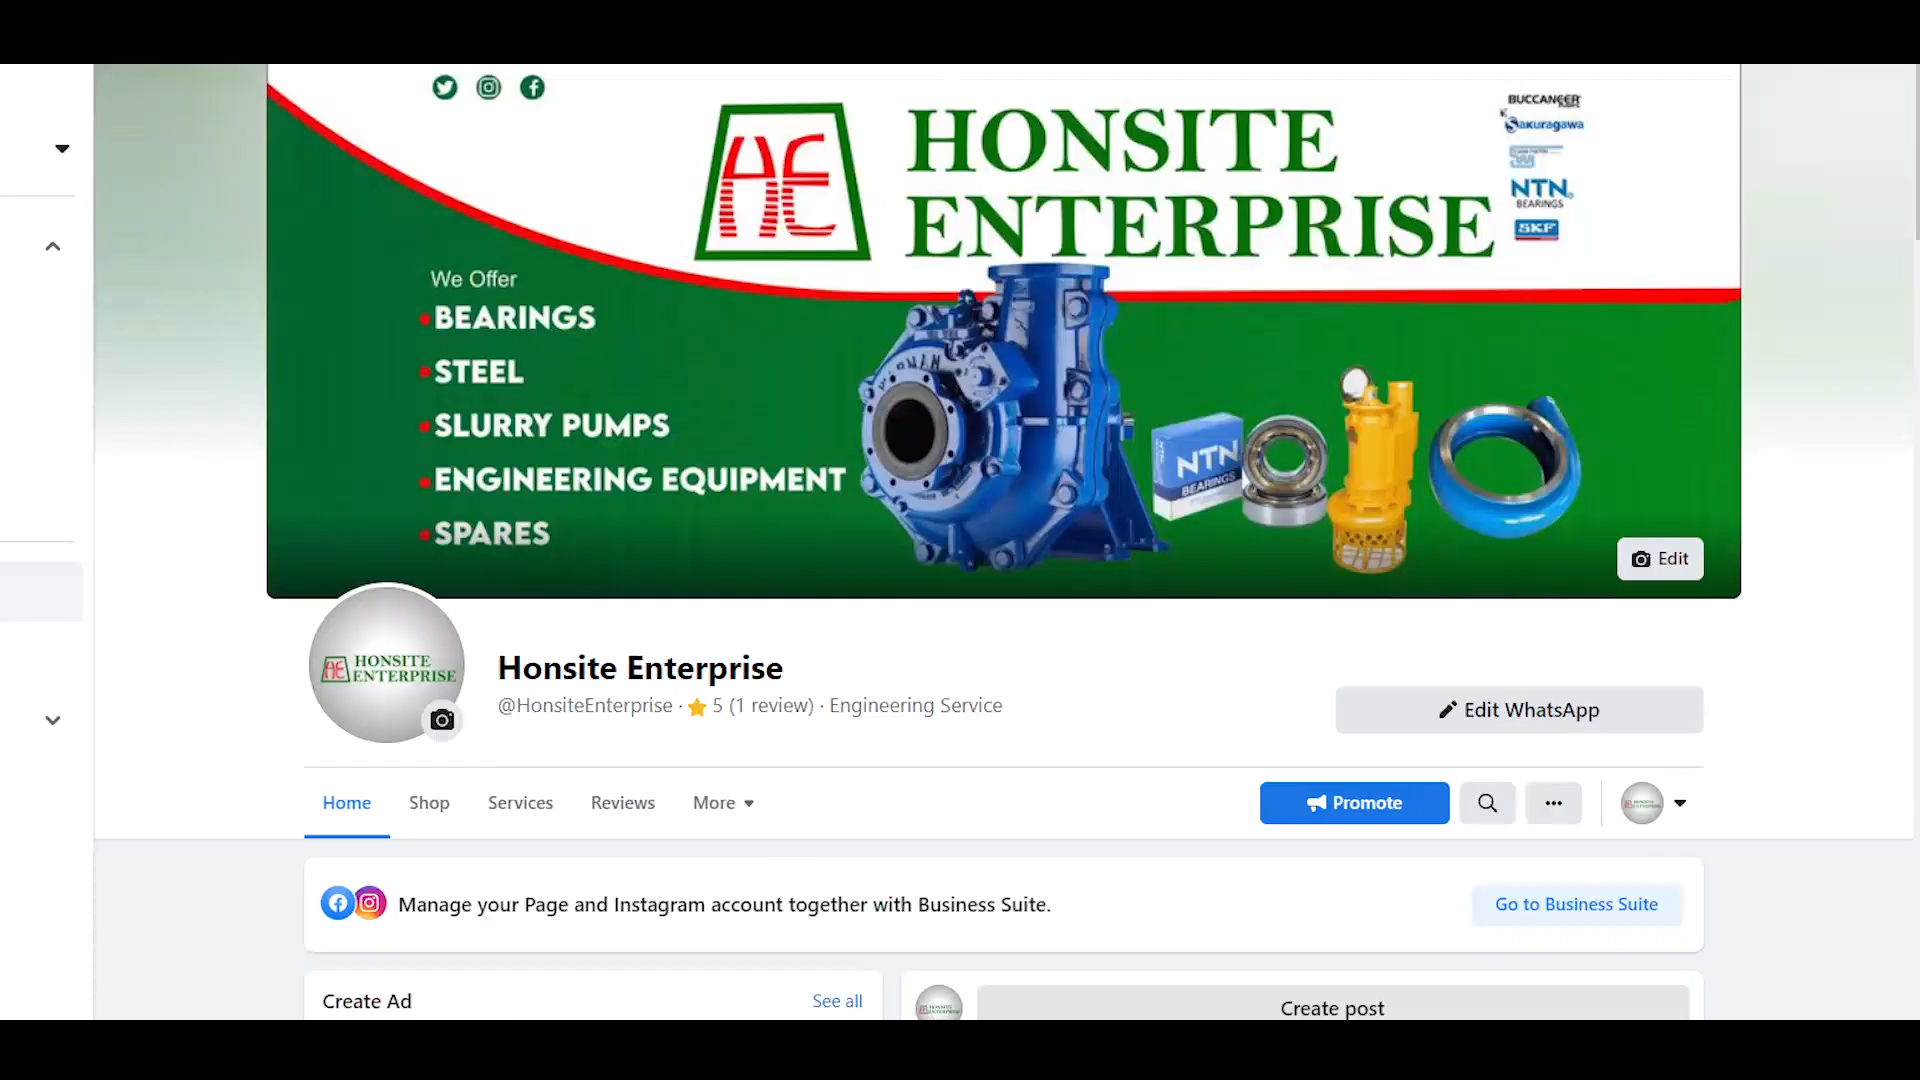 HONSITE
ENTERPRISE
BUCCANEER
Sakuragawa
NTN
BEARINGS
SKF
We Offer
BEARINGS
STEEL
SLURRY PUMPS
ENGINEERING EQUIPMENT
SPARES
NTN
BEARINGS
Edit
HONSITE
ENTERPRISE
Honsite Enterprise
@HonsiteEnterprise · 5 (1 review) · Engineering Service
Edit WhatsApp
Home Shop Services Reviews More
Promote
Manage your Page and Instagram account together with Business Suite.
Go to Business Suite
Create Ad
See all
Create post